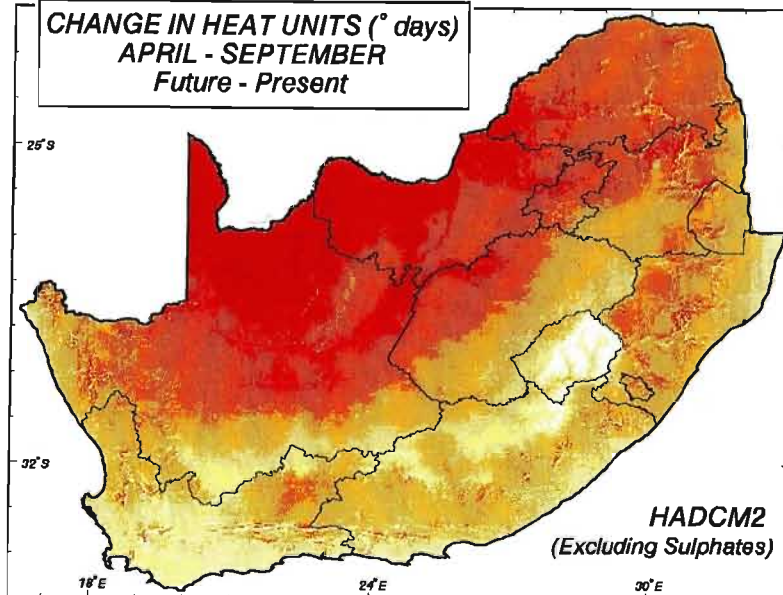 CHANGE IN HEAT UNITS (° days)
APRIL - SEPTEMBER
Future - Present
25°S
32°S
HADCM2
(Excluding Sulphates)
18°E
24°E
30°E